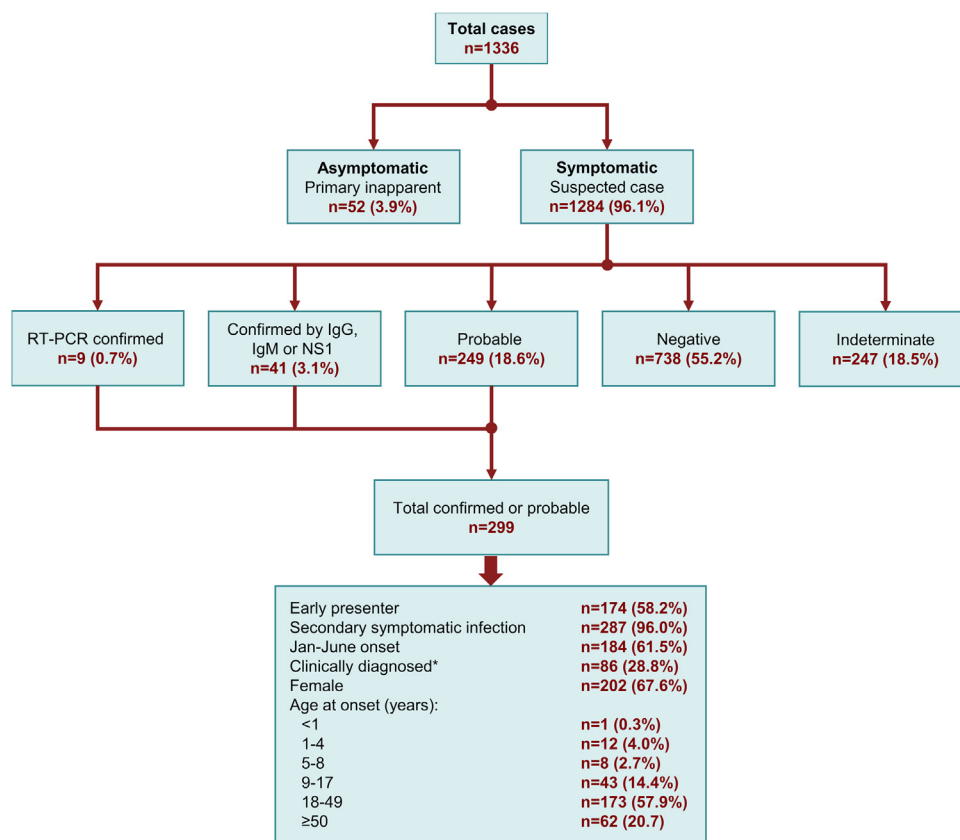 Total cases
n=1336
Asymptomatic
Primary inapparent
n=52 (3.9%)
Symptomatic
Suspected case
n=1284 (96.1%)
RT-PCR confirmed
n=9 (0.7%)
Confirmed by IgG,
IgM or NS1
n=41 (3.1%)
Probable
n=249 (18.6%)
Negative
n=738 (55.2%)
Indeterminate
n=247 (18.5%)
Total confirmed or probable
n=299
Early presenter n=174 (58.2%)
Secondary symptomatic infection n=287 (96.0%)
Jan-June onset n=184 (61.5%)
Clinically diagnosed* n=86 (28.8%)
Female n=202 (67.6%)
Age at onset (years):
<1 n=1 (0.3%)
1-4 n=12 (4.0%)
5-8 n=8 (2.7%)
9-17 n=43 (14.4%)
18-49 n=173 (57.9%)
≥50 n=62 (20.7)